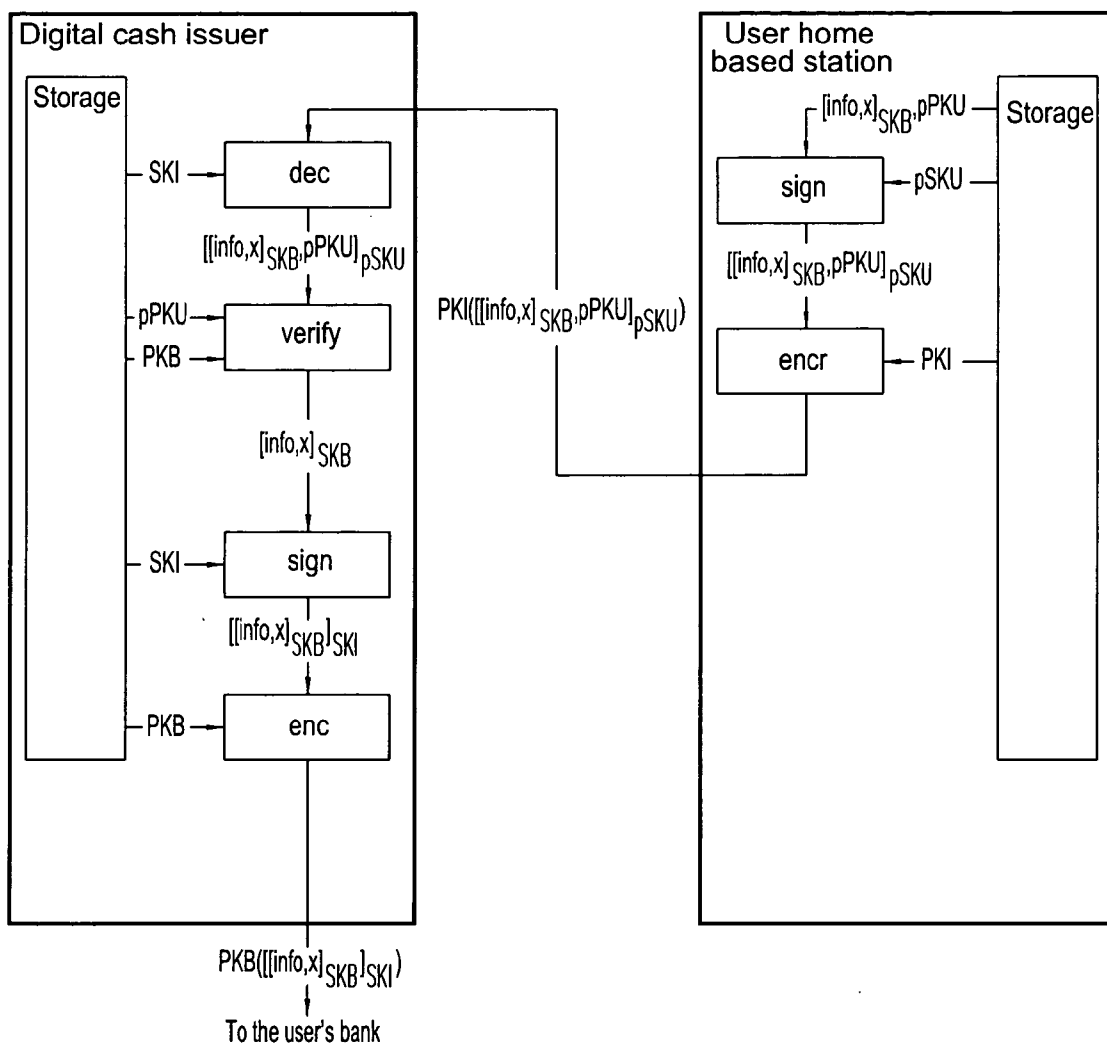 Digital cash issuer
Storage
SKI
dec
[[info,x]SKB,pPKU]pSKU
pPKU
verify
PKB
[info,x]SKB
SKI
sign
[[info,x]SKB]SKI
PKB
enc
PKB([[info,x]SKB]SKI)
To the user's bank
PKI([[info,x]SKB,pPKU]pSKU)
User home
based station
[info,x]SKB,pPKU
Storage
sign
pSKU
[[info,x]SKB,pPKU]pSKU
encr
PKI